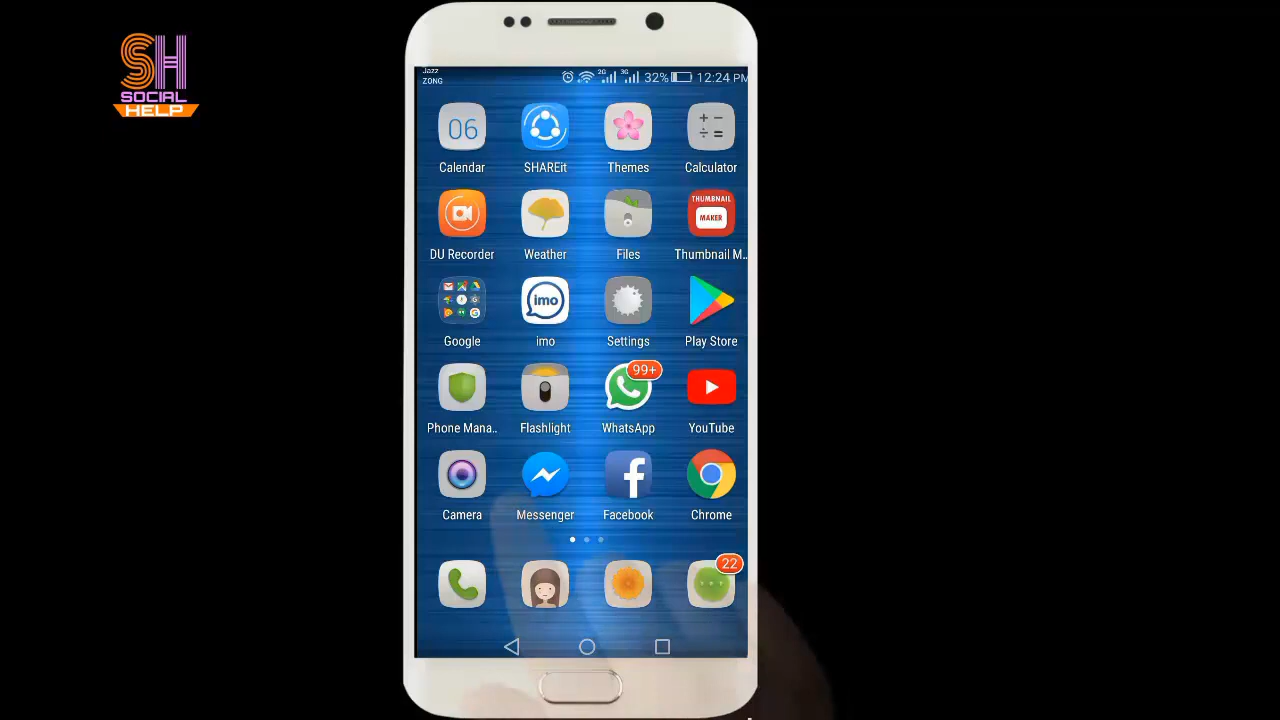 SH
SOCIAL
HELP
Jazz
ZONG
2G 3G 32% 12:24 PM
06
Calendar SHAREit Themes Calculator
THUMBNAIL
MAKER
DU Recorder Weather Files Thumbnail M..
imo
Google imo Settings Play Store
99+
Phone Mana.. Flashlight WhatsApp YouTube
Camera Messenger Facebook Chrome
22